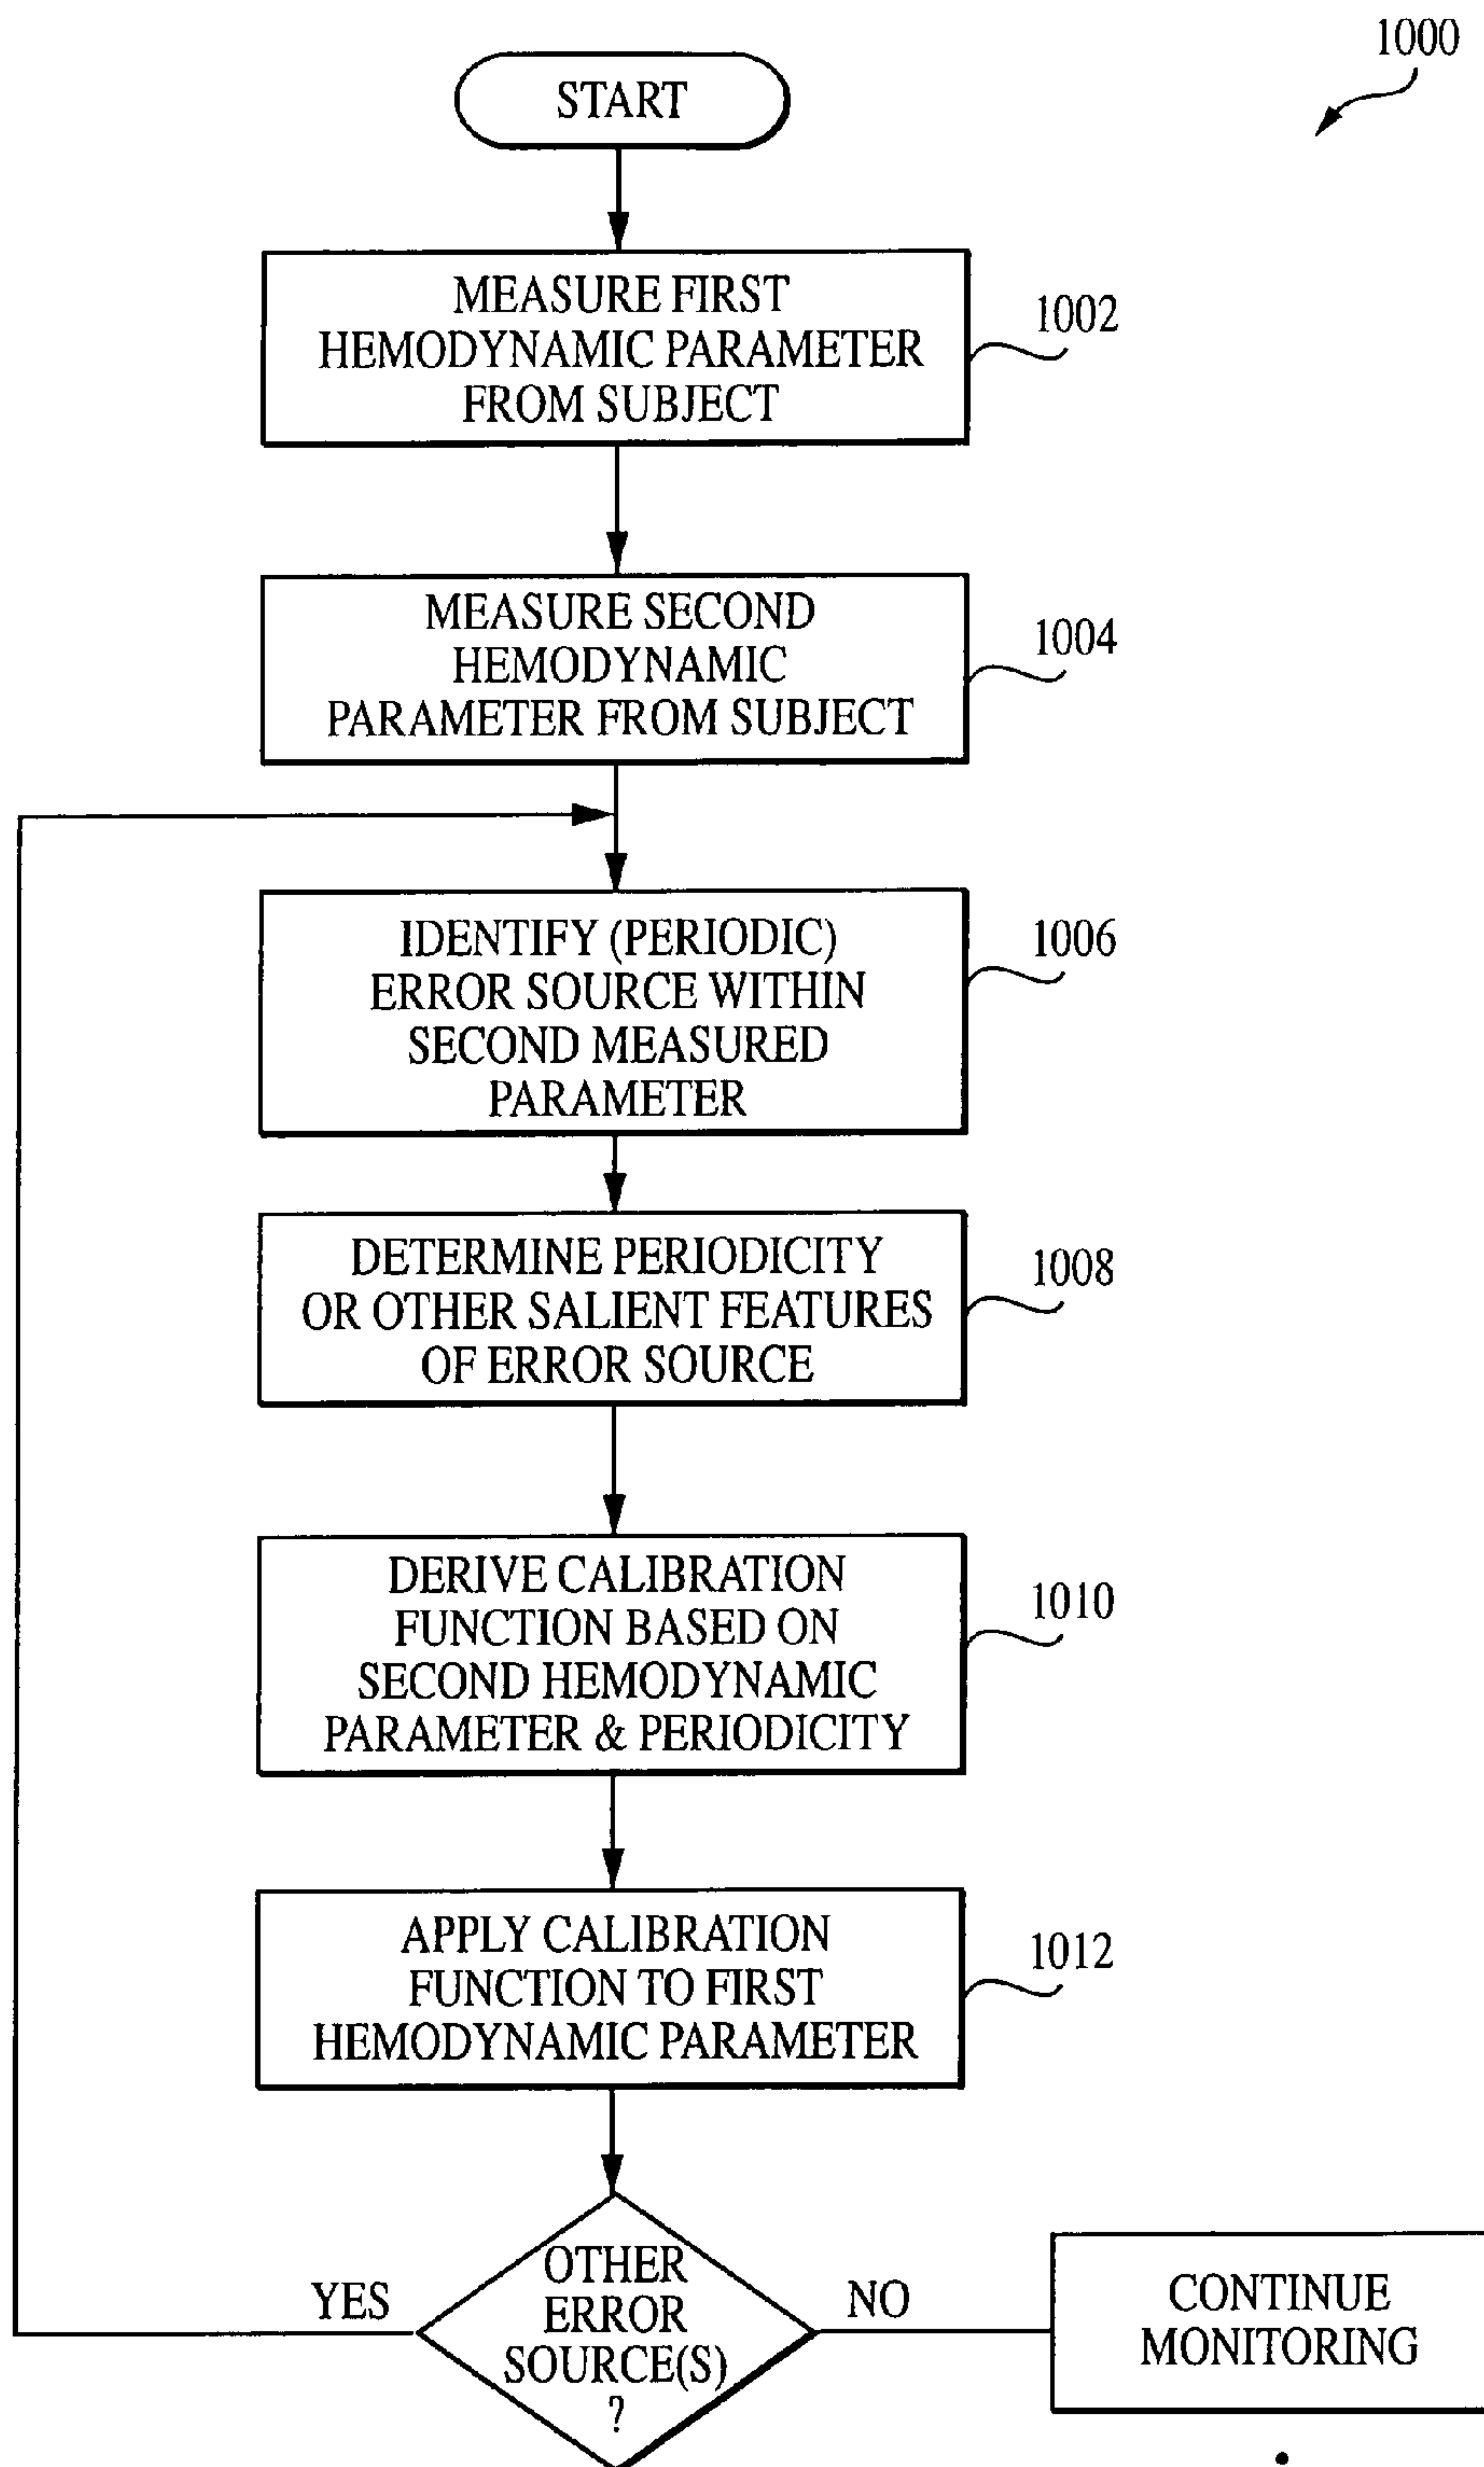 1000
START
MEASURE FIRST
HEMODYNAMIC PARAMETER
FROM SUBJECT
1002
MEASURE SECOND
HEMODYNAMIC
PARAMETER FROM SUBJECT
1004
IDENTIFY (PERIODIC)
ERROR SOURCE WITHIN
SECOND MEASURED
PARAMETER
1006
DETERMINE PERIODICITY
OR OTHER SALIENT FEATURES
OF ERROR SOURCE
1008
DERIVE CALIBRATION
FUNCTION BASED ON
SECOND HEMODYNAMIC
PARAMETER & PERIODICITY
1010
APPLY CALIBRATION
FUNCTION TO FIRST
HEMODYNAMIC PARAMETER
1012
OTHER
ERROR
SOURCE(S)
?
YES
NO
CONTINUE
MONITORING